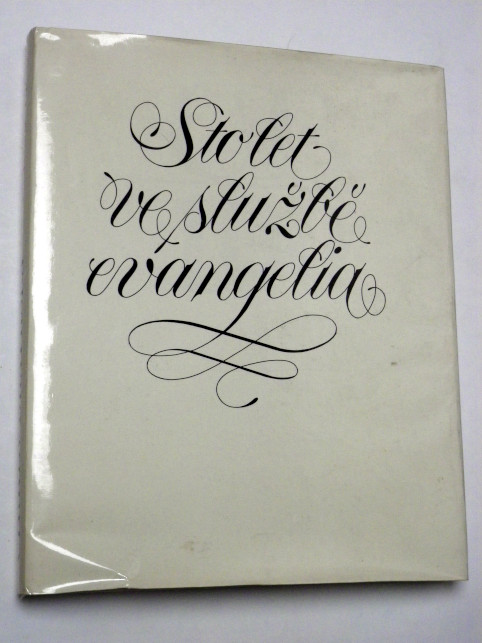 Sto let
ve službě
evangelia